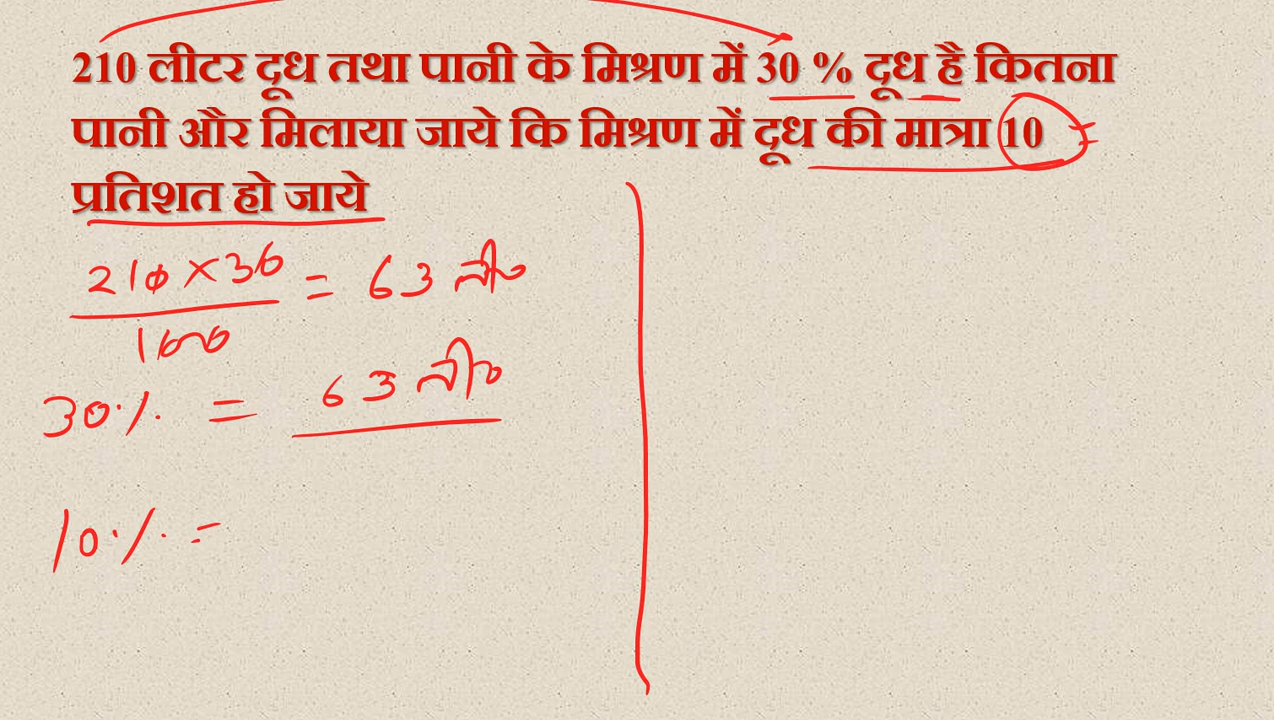 210 लीटर दूध तथा पानी के मिश्रण में 30 % दूध है कितना
पानी और मिलाया जाये कि मिश्रण में दूध की मात्रा 10 =
प्रतिशत हो जाये
210 × 30 = 63 ली०
100
30% = 63 ली०
10% =